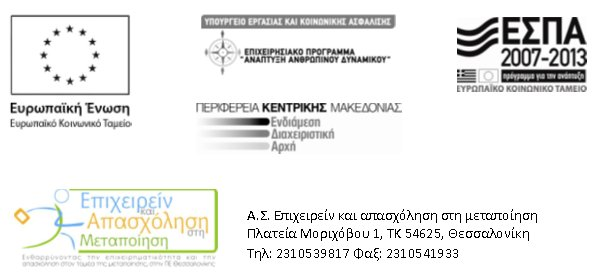 Ευρωπαϊκή Ένωση
Ευρωπαϊκό Κοινωνικό Ταμείο
ΥΠΟΥΡΓΕΙΟ ΕΡΓΑΣΙΑΣ ΚΑΙ ΚΟΙΝΩΝΙΚΗΣ ΑΣΦΑΛΙΣΗΣ
ΕΠΙΧΕΙΡΗΣΙΑΚΟ ΠΡΟΓΡΑΜΜΑ
"ΑΝΑΠΤΥΞΗ ΑΝΘΡΩΠΙΝΟΥ ΔΥΝΑΜΙΚΟΥ"
ΠΕΡΙΦΕΡΕΙΑ ΚΕΝΤΡΙΚΗΣ ΜΑΚΕΔΟΝΙΑΣ
Ενδιάμεση
Διαχειριστική
Αρχή
ΕΣΠΑ
2007-2013
πρόγραμμα για την ανάπτυξη
ΕΥΡΩΠΑΪΚΟ ΚΟΙΝΩΝΙΚΟ ΤΑΜΕΙΟ
Επιχειρείν
και
Απασχόληση
στη
Μεταποίηση
Ενθαρρύνοντας την επιχειρηματικότητα και την
απασχόληση στον τομέα της μεταποίησης, στην ΠΕ Θεσσαλονίκης
Α.Σ. Επιχειρείν και απασχόληση στη μεταποίηση
Πλατεία Μοριχόβου 1, ΤΚ 54625, Θεσσαλονίκη
Τηλ: 2310539817 Φαξ: 2310541933